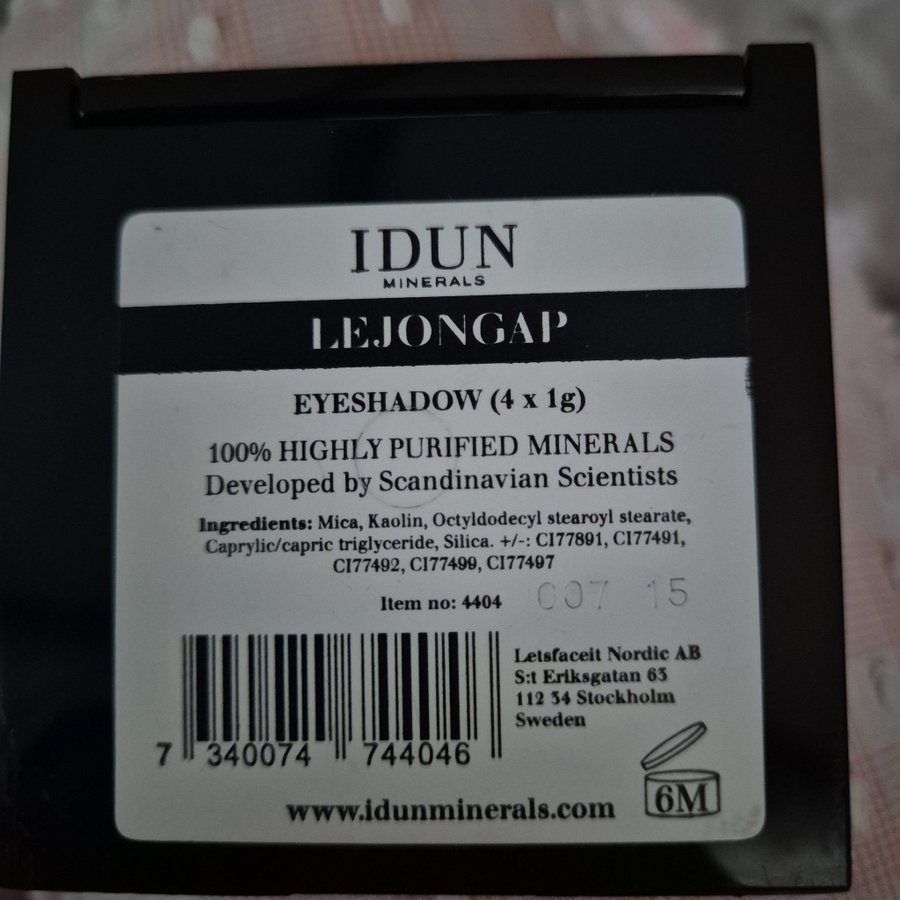 IDUN
MINERALS
LEJONGAP
EYESHADOW (4 x 1g)
100% HIGHLY PURIFIED MINERALS
Developed by Scandinavian Scientists
Ingredients: Mica, Kaolin, Octyldodecyl stearoyl stearate,
Caprylic/capric triglyceride, Silica. +/-: CI77891, CI77491,
CI77492, CI77499, CI77497
Item no: 4404
007 15
Letsfaceit Nordic AB
S:t Eriksgatan 63
112 34 Stockholm
Sweden
7 340074 744046
6M
www.idunminerals.com